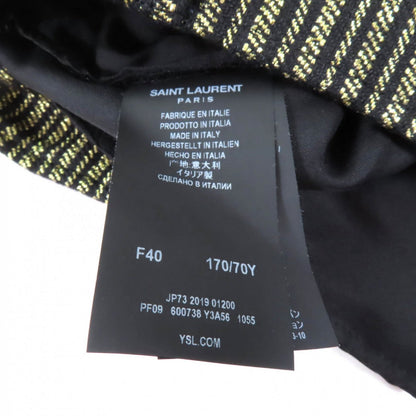 SAINT LAURENT
PARIS
FABRIQUE EN ITALIE
PRODOTTO IN ITALIA
MADE IN ITALY
HERGESTELLT IN ITALIEN
HECHO EN ITALIA
产地:意大利
イタリア製
СДЕЛАНО В ИТАЛИИ
F40 170/70Y
JP73 2019 01200
PF09 600738 Y3A56 1055
YSL.COM